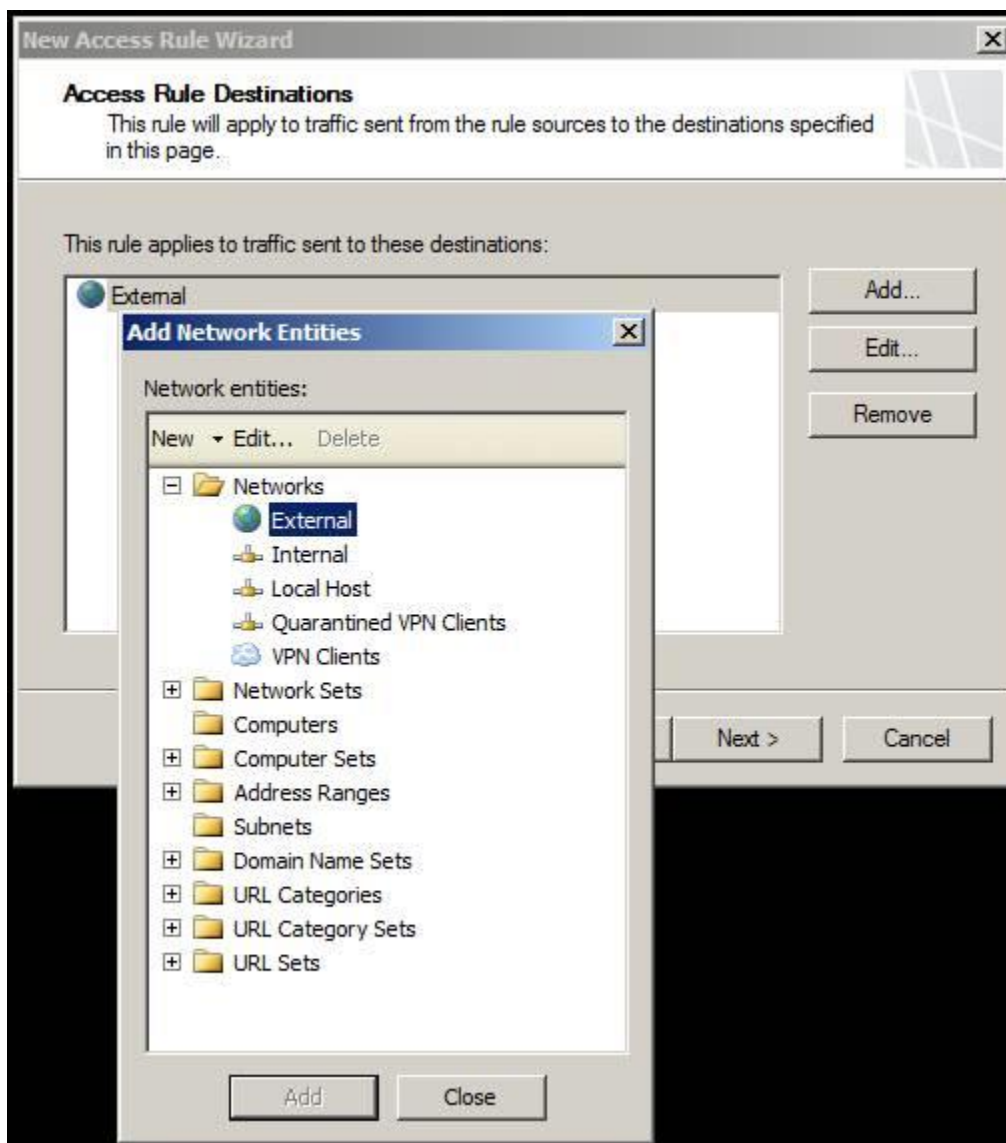 New Access Rule Wizard
Access Rule Destinations
This rule will apply to traffic sent from the rule sources to the destinations specified
in this page.
This rule applies to traffic sent to these destinations:
External
Add...
Edit...
Remove
Add Network Entities
Network entities:
New Edit... Delete
Networks
External
Internal
Local Host
Quarantined VPN Clients
VPN Clients
Network Sets
Computers
Computer Sets
Address Ranges
Subnets
Domain Name Sets
URL Categories
URL Category Sets
URL Sets
Next > Cancel
Add Close